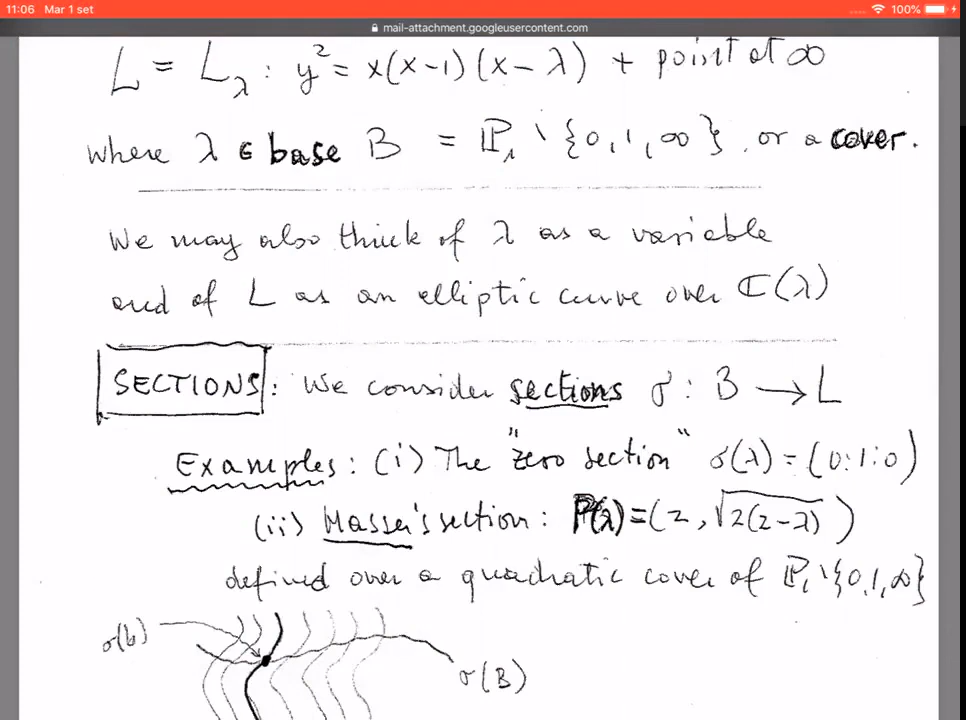 11:06 Mar 1 set 100%
mail-attachment.googleusercontent.com
L = L_λ : y² = x(x-1)(x-λ) + point at ∞
where λ ∈ base B = ℙ₁ \ {0,1,∞}, or a cover.
We may also think of λ as a variable
and of L as an elliptic curve over ℂ(λ)
SECTIONS: We consider sections σ : B → L
Examples: (i) The "zero section" σ(λ) = (0:1:0)
(ii) Masser's section: P(λ) = (2, √2(2-λ))
defined over a quadratic cover of ℙ₁ \ {0,1,∞}
σ(b)
σ(B)